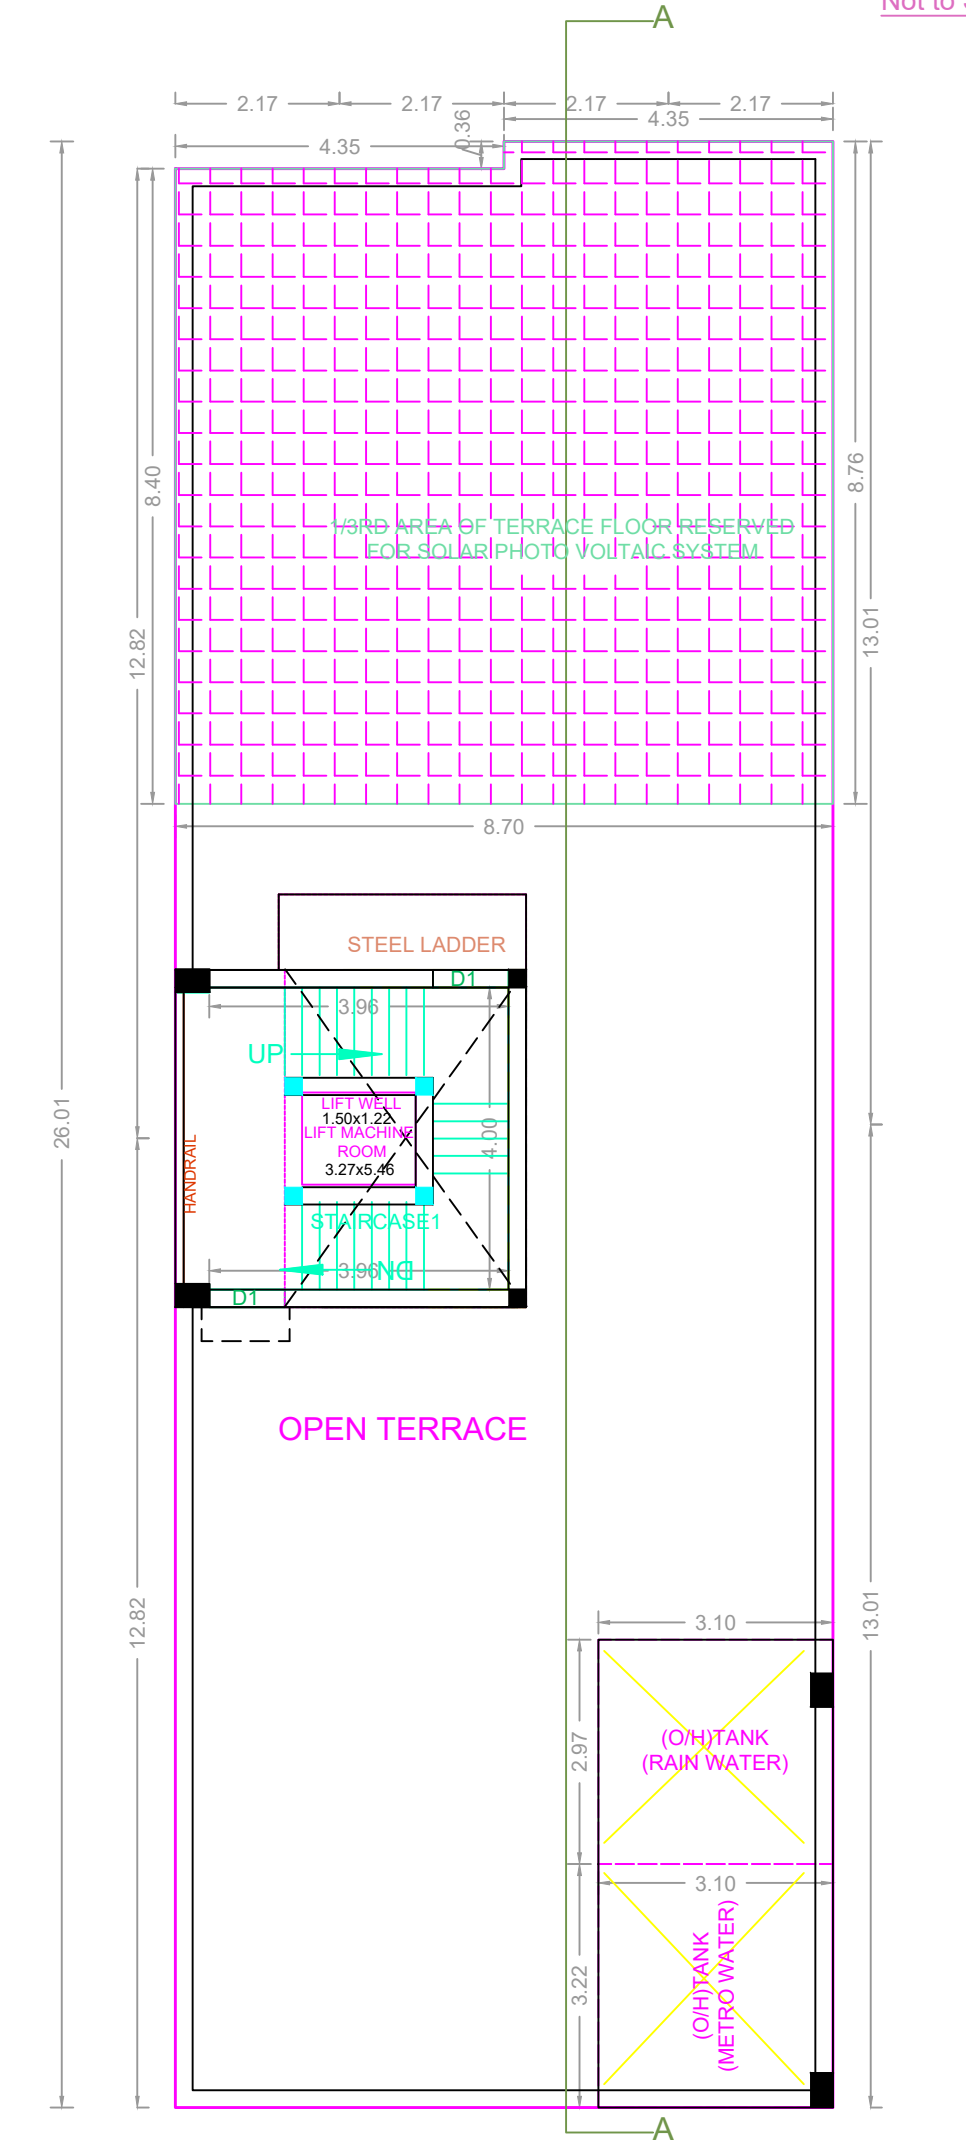 A
Not to
2.17
2.17
2.17
2.17
4.35
4.35
0.36
8.40
8.76
1/3RD AREA OF TERRACE FLOOR RESERVED
FOR SOLAR PHOTO VOLTAIC SYSTEM
12.82
13.01
8.70
STEEL LADDER
D1
3.96
UP
LIFT WELL
1.50x1.22
LIFT MACHINE
ROOM
3.27x5.46
4.00
26.01
HANDRAIL
STAIRCASE1
3.96
DN
D1
OPEN TERRACE
12.82
13.01
3.10
2.97
(O/H)TANK
(RAIN WATER)
3.10
3.22
(O/H)TANK
(METRO WATER)
A